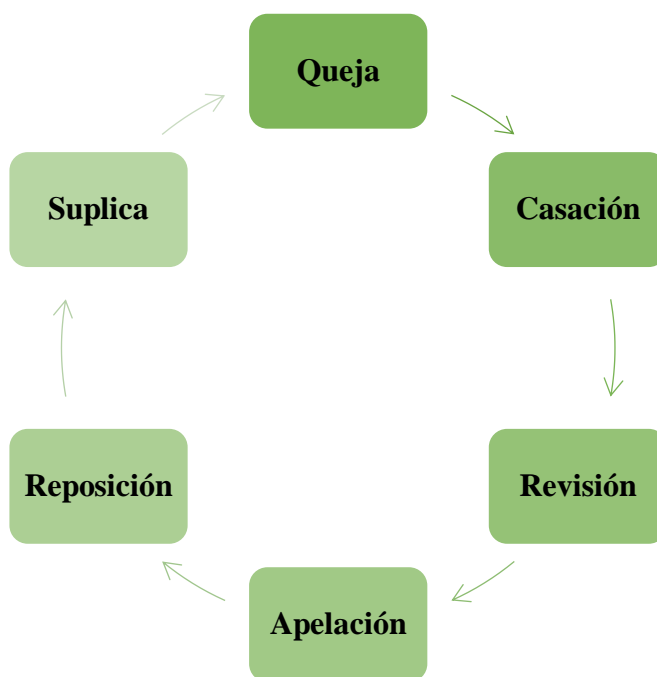 Queja
Casación
Revisión
Apelación
Reposición
Suplica